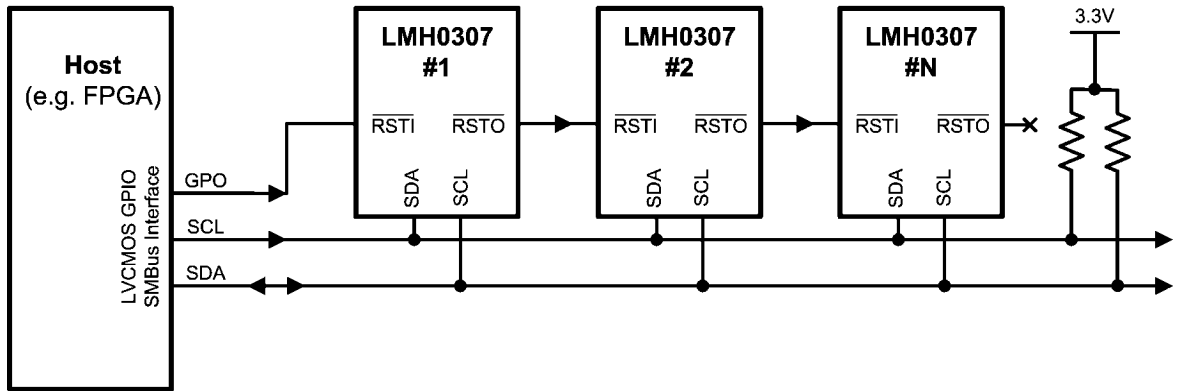 Host
(e.g. FPGA)
LVCMOS GPIO
SMBus Interface
GPO
SCL
SDA
LMH0307
#1
RSTI
RSTO
SDA
SCL
LMH0307
#2
RSTI
RSTO
SDA
SCL
LMH0307
#N
RSTI
RSTO
SDA
SCL
3.3V